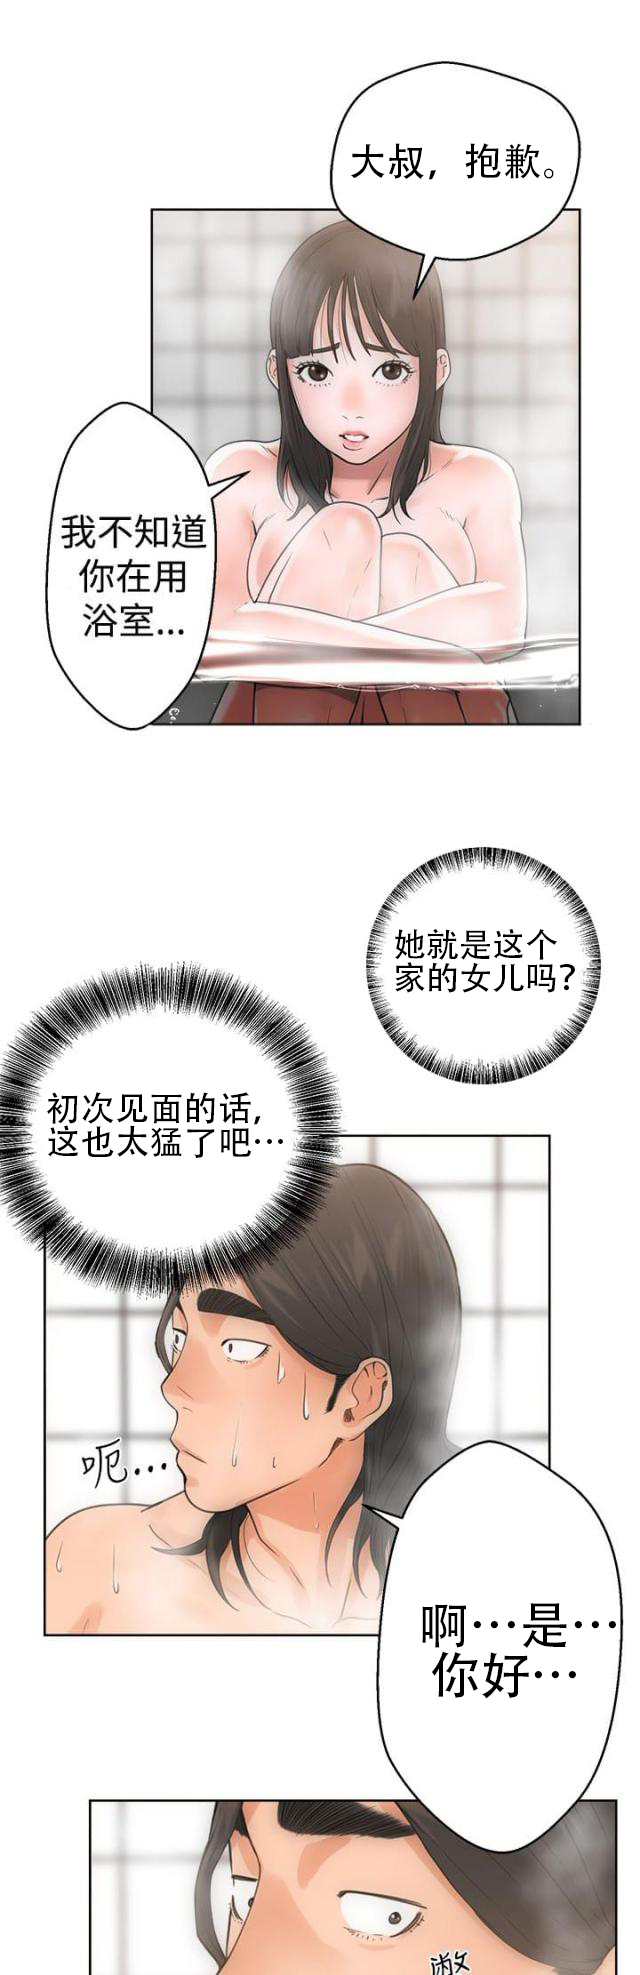 大叔，抱歉。
我不知道
你在用
浴室...
她就是这个
家的女儿吗?
初次见面的话,
这也太猛了吧…
呃...
啊…是…
你好…